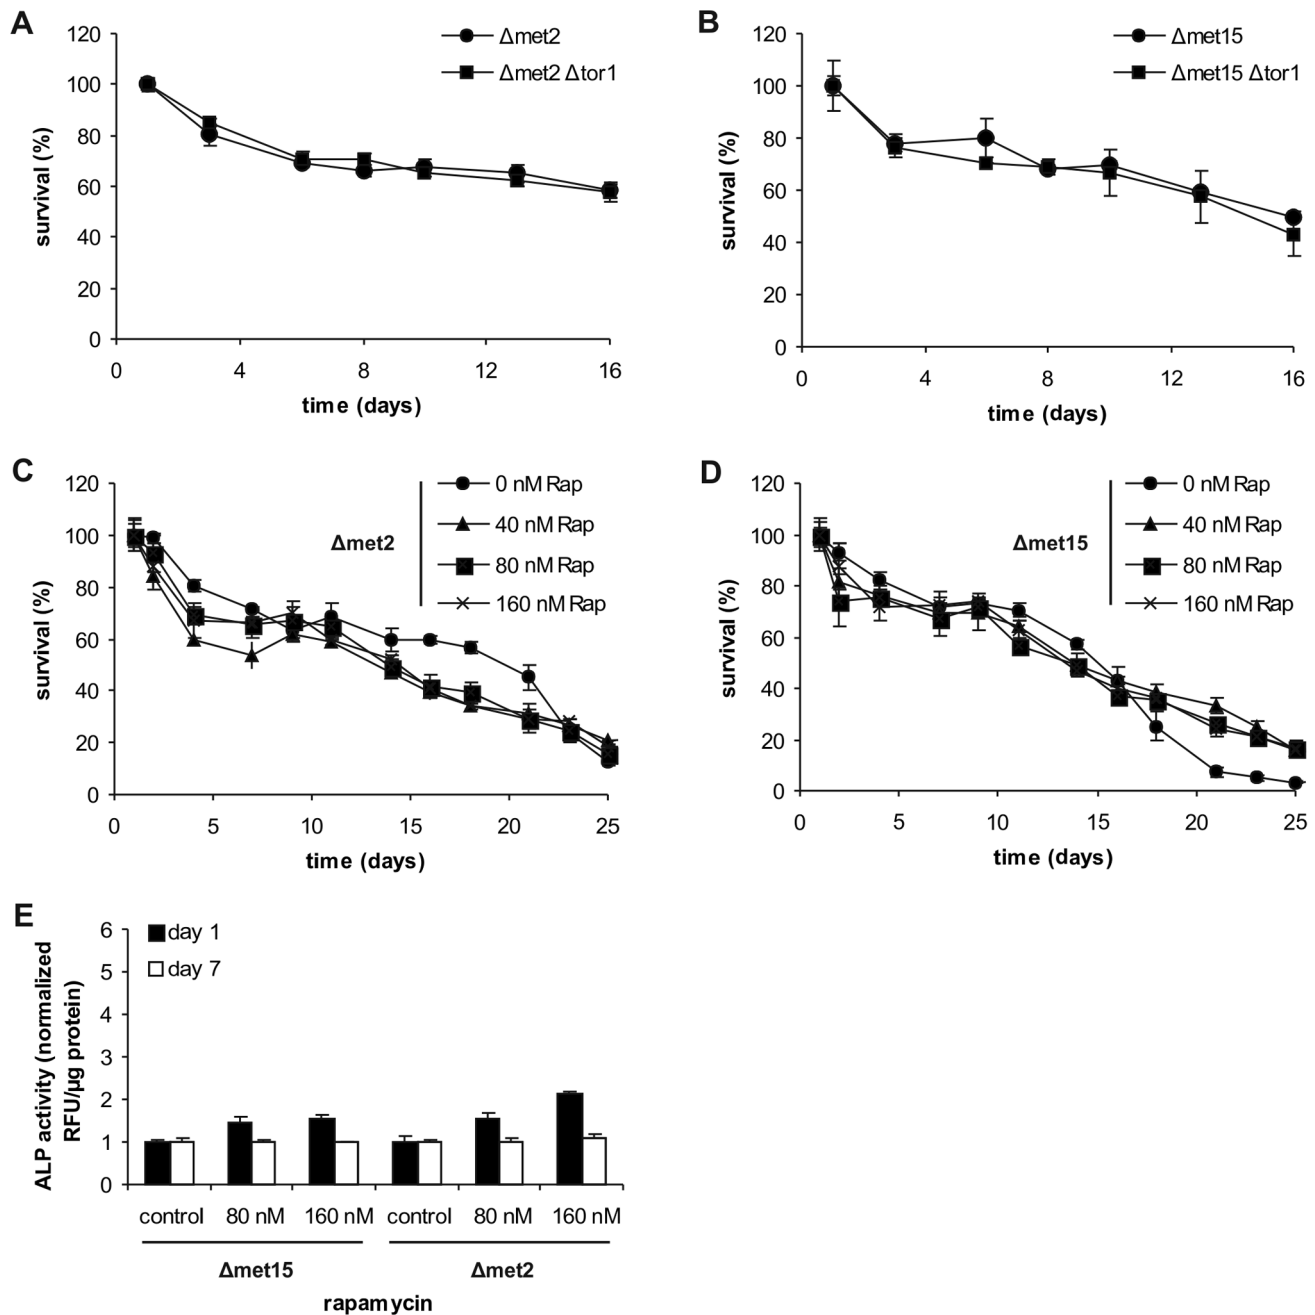 A
120
100
80
60
40
20
0
survival (%)
Δmet2
Δmet2 Δtor1
0 4 8 12 16
time (days)
B
120
100
80
60
40
20
0
survival (%)
Δmet15
Δmet15 Δtor1
0 4 8 12 16
time (days)
C
120
100
80
60
40
20
0
survival (%)
Δmet2
0 nM Rap
40 nM Rap
80 nM Rap
160 nM Rap
0 5 10 15 20 25
time (days)
D
120
100
80
60
40
20
0
survival (%)
Δmet15
0 nM Rap
40 nM Rap
80 nM Rap
160 nM Rap
0 5 10 15 20 25
time (days)
E
6
5
4
3
2
1
0
ALP activity (normalized
RFU/µg protein)
day 1
day 7
control 80 nM 160 nM control 80 nM 160 nM
Δmet15 Δmet2
rapamycin